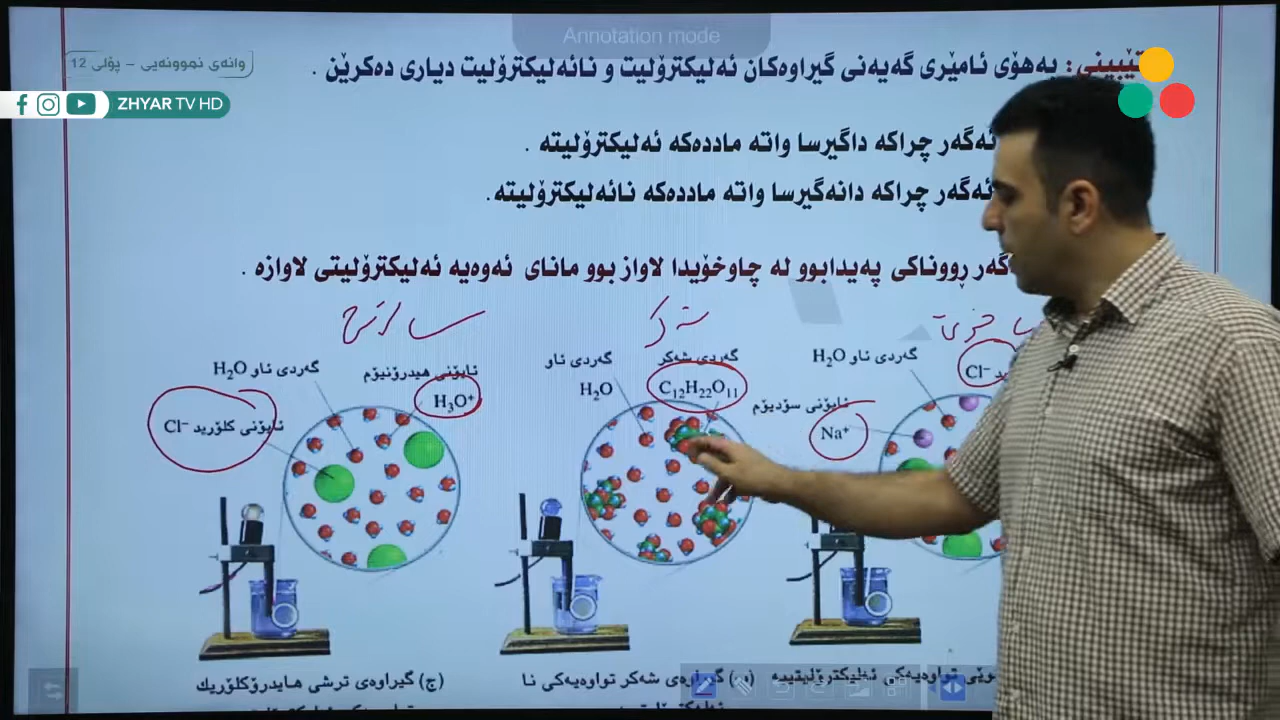 Annotation mode
وانەی نموونەیی – پۆلی 12
تێبینی : بەهۆی ئامێری گەیەنی گیراوەکان ئەلیکترۆلیت و نائەلیکترۆلیت دیاری دەکرێن .
ZHYAR TV HD
ئەگەر چراکە داگیرسا واتە ماددەکە ئەلیکترۆلیتە .
ئەگەر چراکە دانەگیرسا واتە ماددەکە نائەلیکترۆلیتە.
گەر ڕووناکی پەیدابوو لە چاوخۆیدا لاواز بوو مانای ئەوەیە ئەلیکترۆلیتی لاوازە .
گەردی ئاو H₂O
Cl⁻
ئایۆنی سۆدیۆم
Na⁺
گەردی شەکر
C₁₂H₂₂O₁₁
گەردی ئاو
H₂O
گەردی ئاو H₂O
ئایۆنی هیدرۆنیۆم
H₃O⁺
ئایۆنی کلۆرید Cl⁻
تواوەیەکی ئەلیکترۆلیتیە
گیراوەی شەکر تواوەیەکی نا
(ج) گیراوەی ترشی هایدرۆکلۆریك